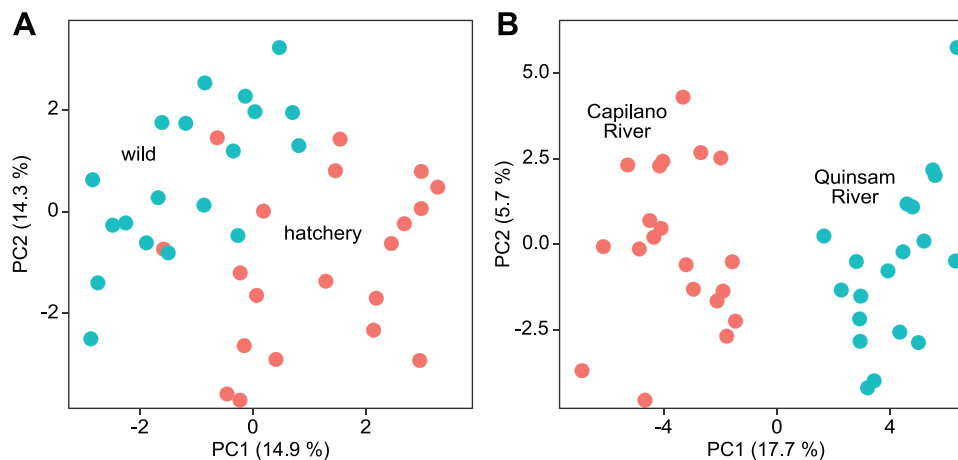 A
B
2
0
-2
PC2 (14.3 %)
wild
hatchery
-2
0
2
PC1 (14.9 %)
5.0
2.5
0.0
-2.5
PC2 (5.7 %)
Capilano
River
Quinsam
River
-4
0
4
PC1 (17.7 %)